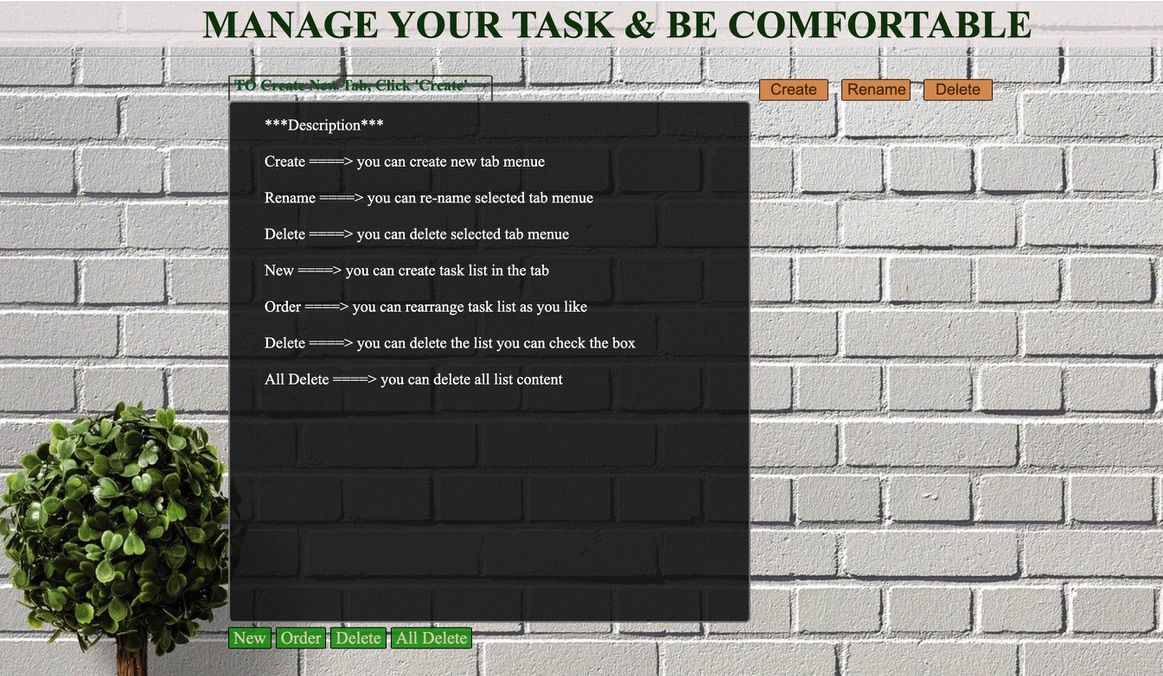 MANAGE YOUR TASK & BE COMFORTABLE
TO Create New Tab, Click 'Create' →
Create Rename Delete
***Description***
Create ====> you can create new tab menue
Rename ====> you can re-name selected tab menue
Delete ====> you can delete selected tab menue
New ====> you can create task list in the tab
Order ====> you can rearrange task list as you like
Delete ====> you can delete the list you can check the box
All Delete ====> you can delete all list content
New Order Delete All Delete